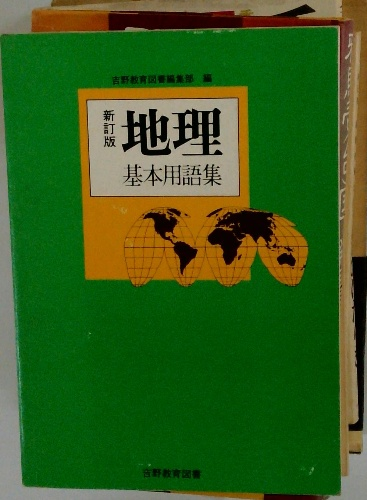 吉野教育図書編集部 編
新訂版
地理
基本用語集
吉野教育図書